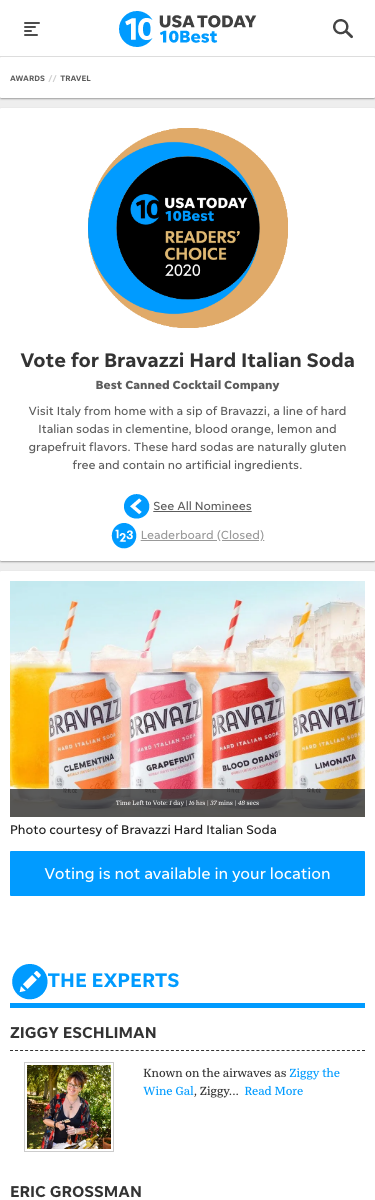 10 USA TODAY
10Best
AWARDS // TRAVEL
10 USA TODAY
10Best
READERS'
CHOICE
2020
Vote for Bravazzi Hard Italian Soda
Best Canned Cocktail Company
Visit Italy from home with a sip of Bravazzi, a line of hard
Italian sodas in clementine, blood orange, lemon and
grapefruit flavors. These hard sodas are naturally gluten
free and contain no artificial ingredients.
See All Nominees
123 Leaderboard (Closed)
BRAVAZZI BRAVAZZI BRAVAZZI BRAVAZZI
HARD ITALIAN SODA HARD ITALIAN SODA HARD ITALIAN SODA HARD ITALIAN SODA
CLEMENTINA GRAPEFRUIT BLOOD ORANGE LIMONATA
Time Left to Vote: 1 day | 16 hrs | 37 mins | 48 secs
Photo courtesy of Bravazzi Hard Italian Soda
Voting is not available in your location
THE EXPERTS
ZIGGY ESCHLIMAN
Known on the airwaves as Ziggy the
Wine Gal, Ziggy... Read More
ERIC GROSSMAN